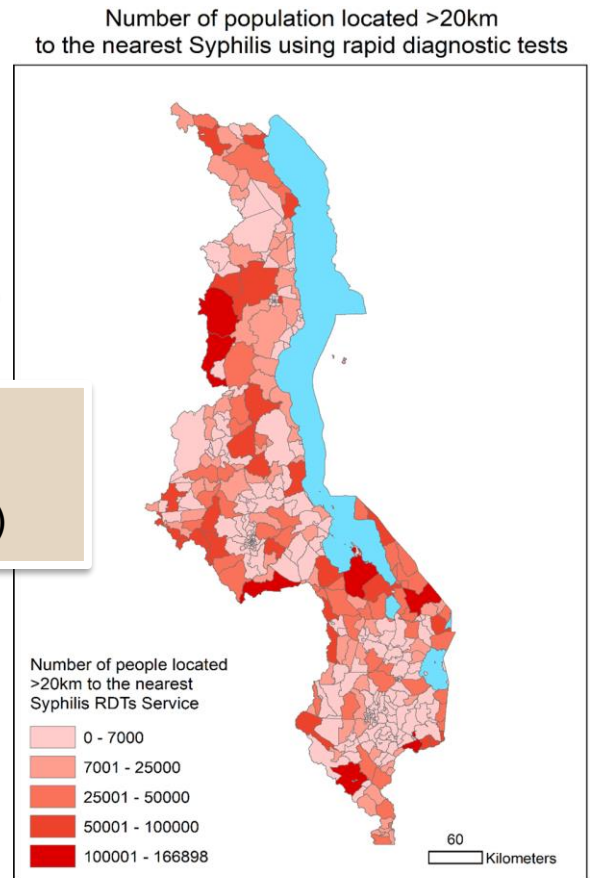 Number of population located >20km
to the nearest Syphilis using rapid diagnostic tests
)
Number of people located
>20km to the nearest
Syphilis RDTs Service
0 - 7000
7001 - 25000
25001 - 50000
50001 - 100000
100001 - 166898
60
Kilometers